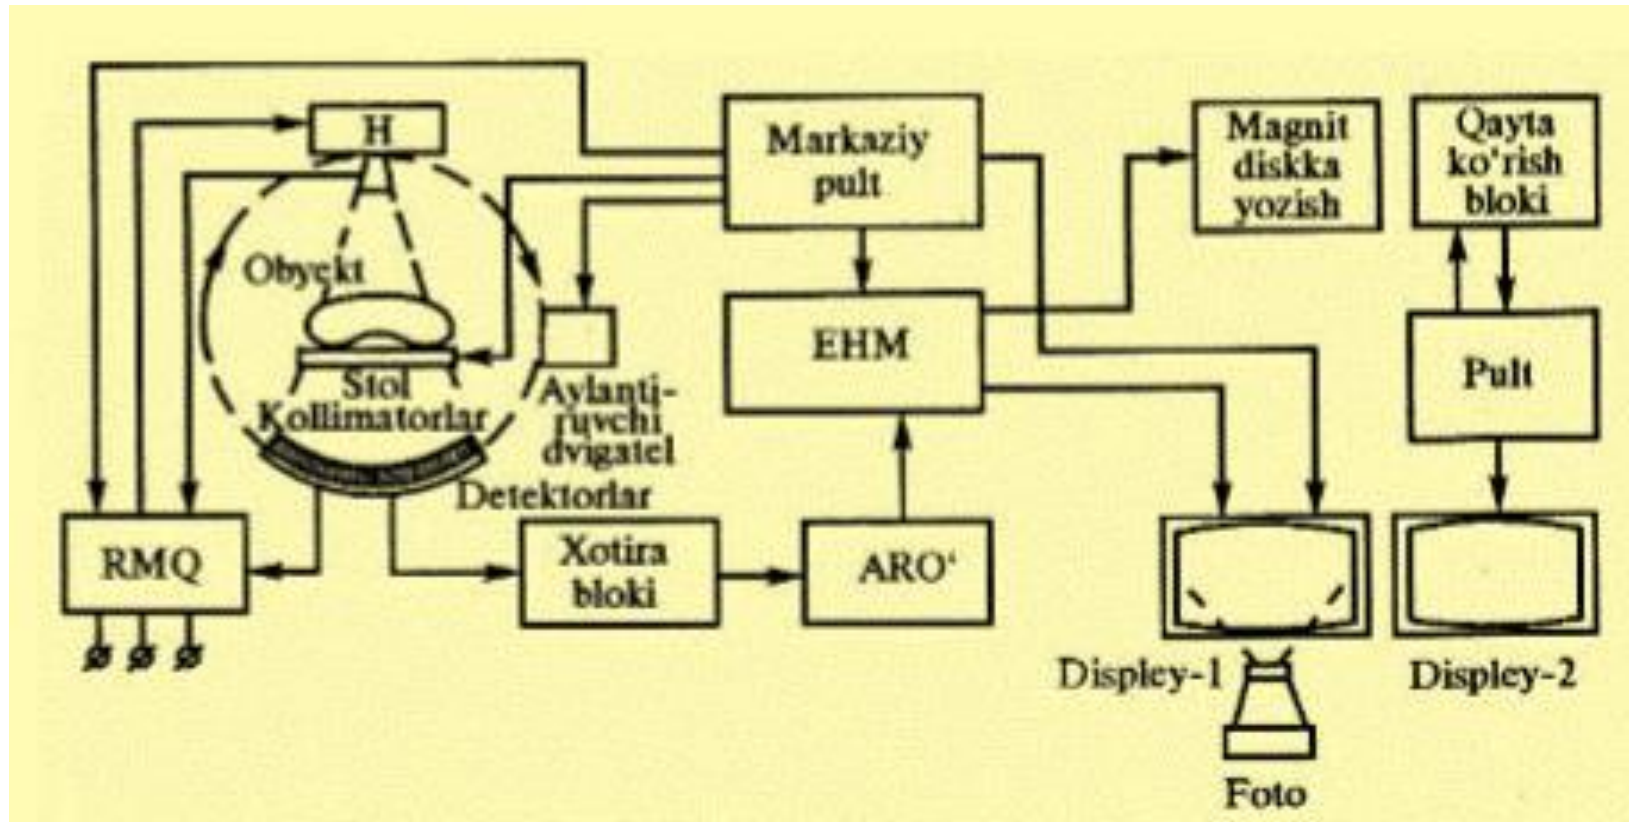 H
Markaziy
pult
Magnit
diskka
yozish
Qayta
ko‘rish
bloki
Obyekt
EHM
Pult
Stol
Kollimatorlar
Aylanti-
ruvchi
dvigatel
Detektorlar
RMQ
Xotira
bloki
ARO‘
Displey-1
Displey-2
Foto